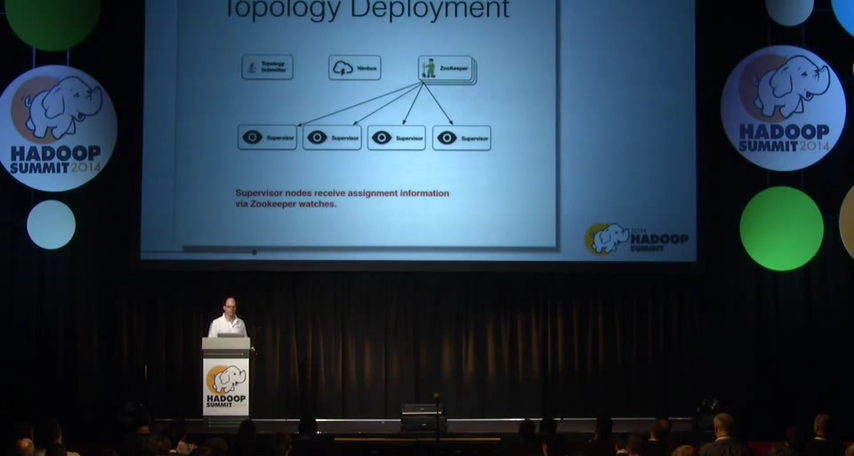 Topology Deployment
Topology
Submitter
Nimbus
ZooKeeper
Supervisor
Supervisor
Supervisor
Supervisor
Supervisor nodes receive assignment information
via Zookeeper watches.
2014
HADOOP
SUMMIT
HADOOP
SUMMIT 2014
HADOOP
SUMMIT 2014
HADOOP
SUMMIT 2014